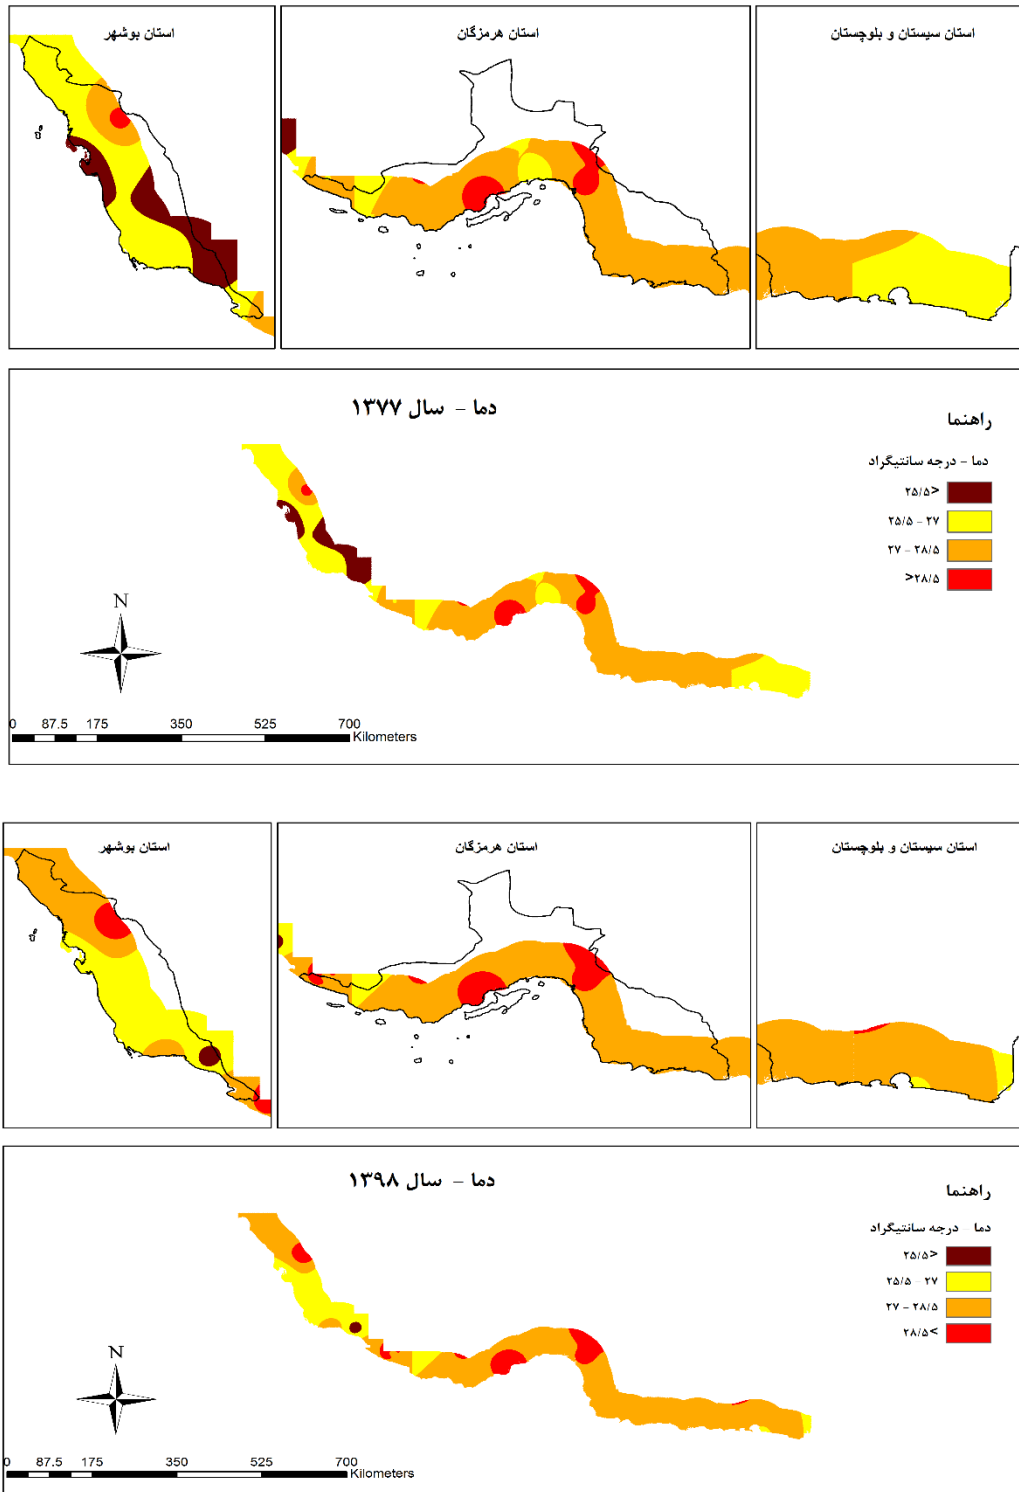 استان بوشهر
استان هرمزگان
استان سیستان و بلوچستان
دما - سال ۱۳۷۷
راهنما
دما - درجه سانتیگراد
۲۵/۵>
۲۵/۵ - ۲۷
۲۷ - ۲۸/۵
>۲۸/۵
N
0 87.5 175 350 525 700
Kilometers
استان بوشهر
استان هرمزگان
استان سیستان و بلوچستان
دما - سال ۱۳۹۸
راهنما
دما درجه سانتیگراد
۲۵/۵<
۲۵/۵ - ۲۷
۲۷ - ۲۸/۵
۲۸/۵<
N
0 87.5 175 350 525 700
Kilometers